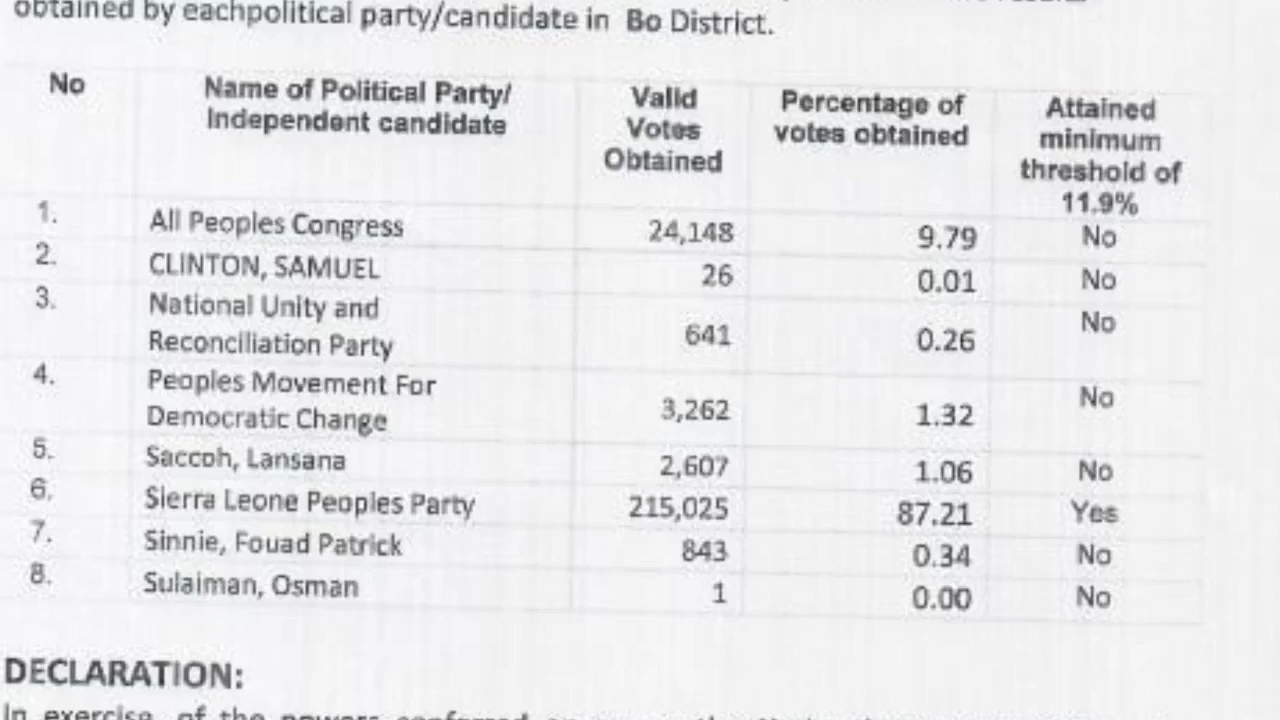 obtained by eachpolitical party/candidate in Bo District.
No Name of Political Party/ Independent candidate Valid Votes Obtained Percentage of votes obtained Attained minimum threshold of 11.9%
1. All Peoples Congress 24,148 9.79 No
2. CLINTON, SAMUEL 26 0.01 No
3. National Unity and Reconciliation Party 641 0.26 No
4. Peoples Movement For Democratic Change 3,262 1.32 No
5. Saccoh, Lansana 2,607 1.06 No
6. Sierra Leone Peoples Party 215,025 87.21 Yes
7. Sinnie, Fouad Patrick 843 0.34 No
8. Sulaiman, Osman 1 0.00 No
DECLARATION:
In exercise of the powers conferred